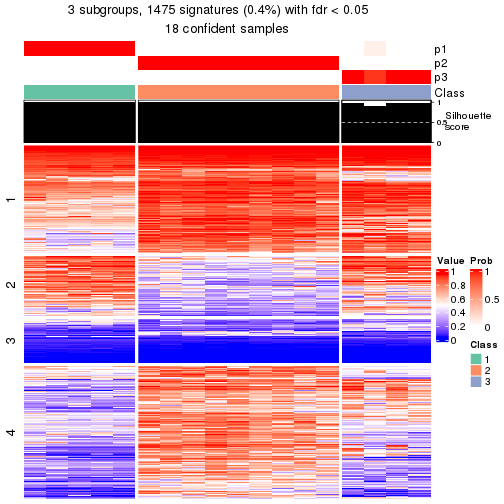 3 subgroups, 1475 signatures (0.4%) with fdr < 0.05
18 confident samples
p1
p2
p3
Class
1
0.5
0
Silhouette
score
1
2
3
4
Value
1
0.8
0.6
0.4
0.2
0
Prob
1
0.5
0
Class
1
2
3